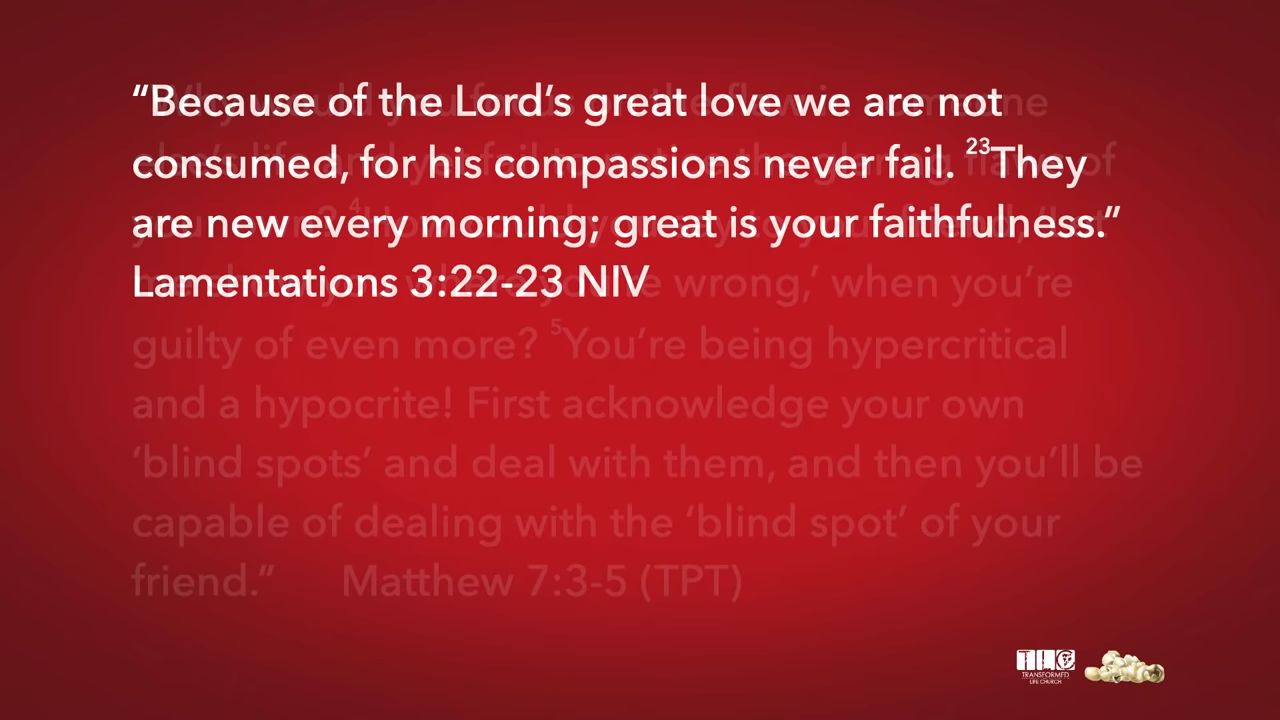 “Because of the Lord’s great love we are not
consumed, for his compassions never fail. ²³They
are new every morning; great is your faithfulness.”
Lamentations 3:22-23 NIV
wrong,’ when you’re
guilty of even more? ⁵You’re being hypercritical
and a hypocrite! First acknowledge your own
‘blind spots’ and deal with them, and then you’ll be
capable of dealing with the ‘blind spot’ of your
friend.” Matthew 7:3-5 (TPT)
TLC
TRANSFORMED
LIFE CHURCH